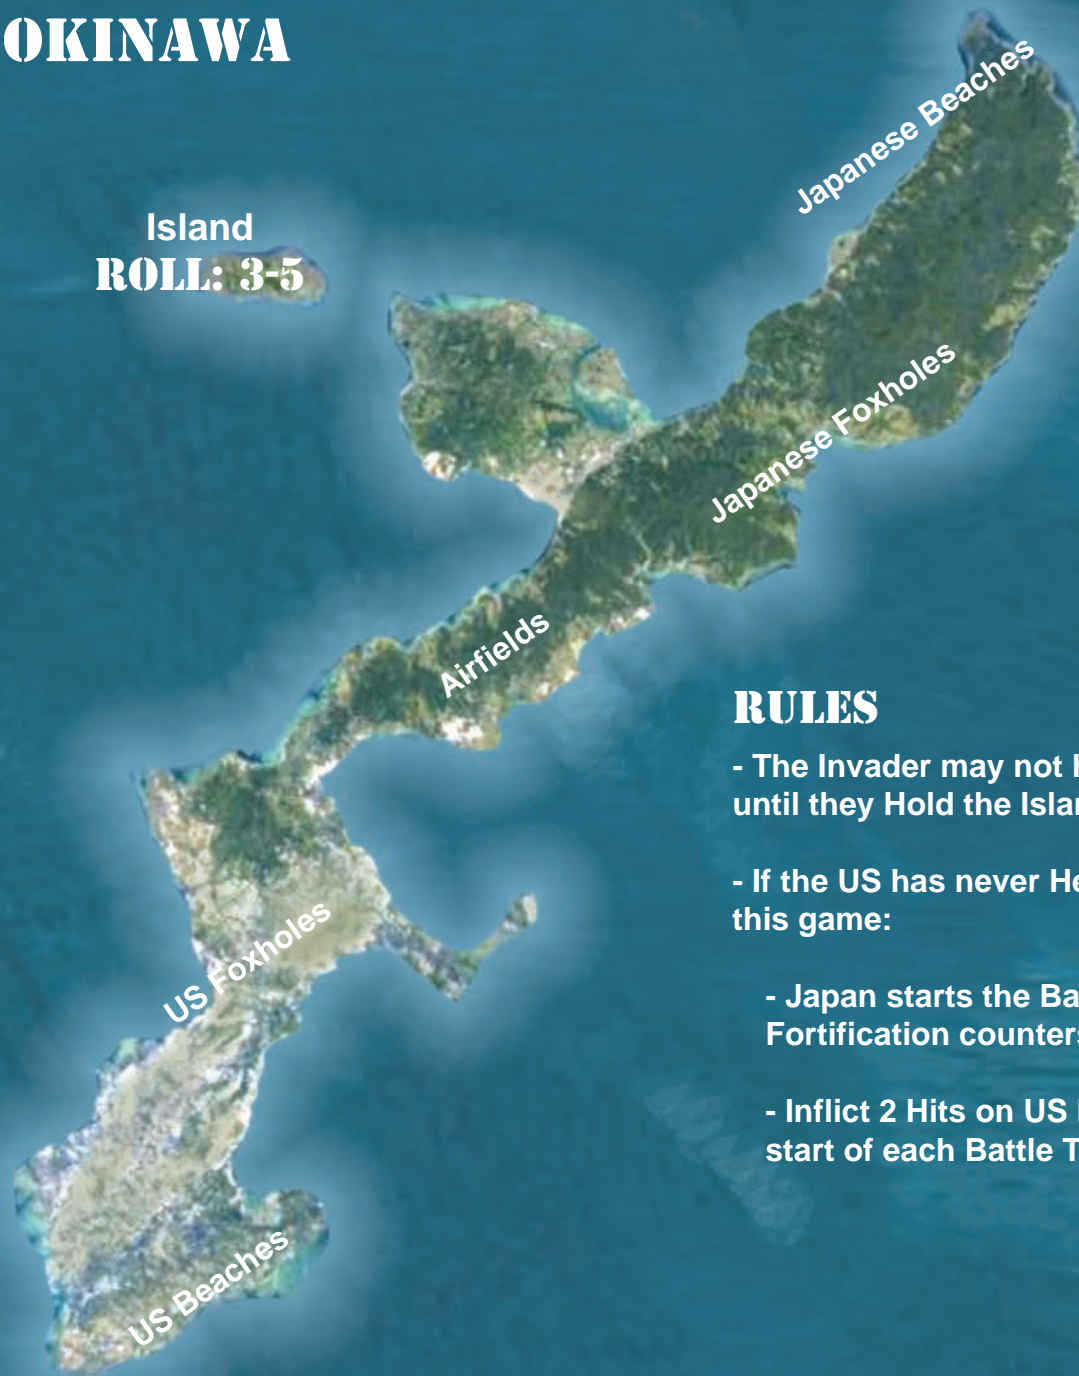 OKINAWA
Japanese Beaches
Island
ROLL: 3-5
Japanese Foxholes
Airfields
US Foxholes
US Beaches
RULES
- The Invader may not
until they Hold the
- If the US has never
this game:
- Japan starts the
Fortification
- Inflict 2 Hits on US
start of each Battle